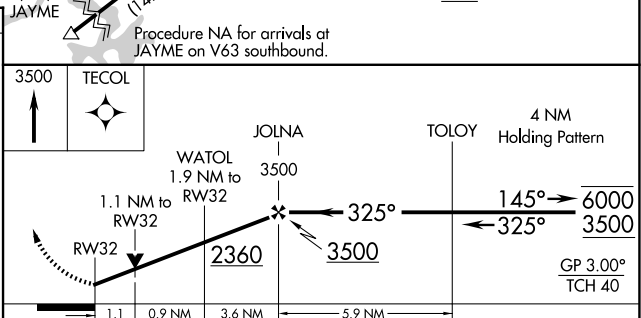 JAYME
(14
Procedure NA for arrivals at
JAYME on V63 southbound.
3500
TECOL
4 NM
Holding Pattern
JOLNA
TOLOY
WATOL
1.9 NM to
RW32
3500
1.1 NM to
RW32
145°
6000
325°
325°
3500
RW32
2360
3500
GP 3.00°
TCH 40
1.1
0.9 NM
3.6 NM
5.9 NM